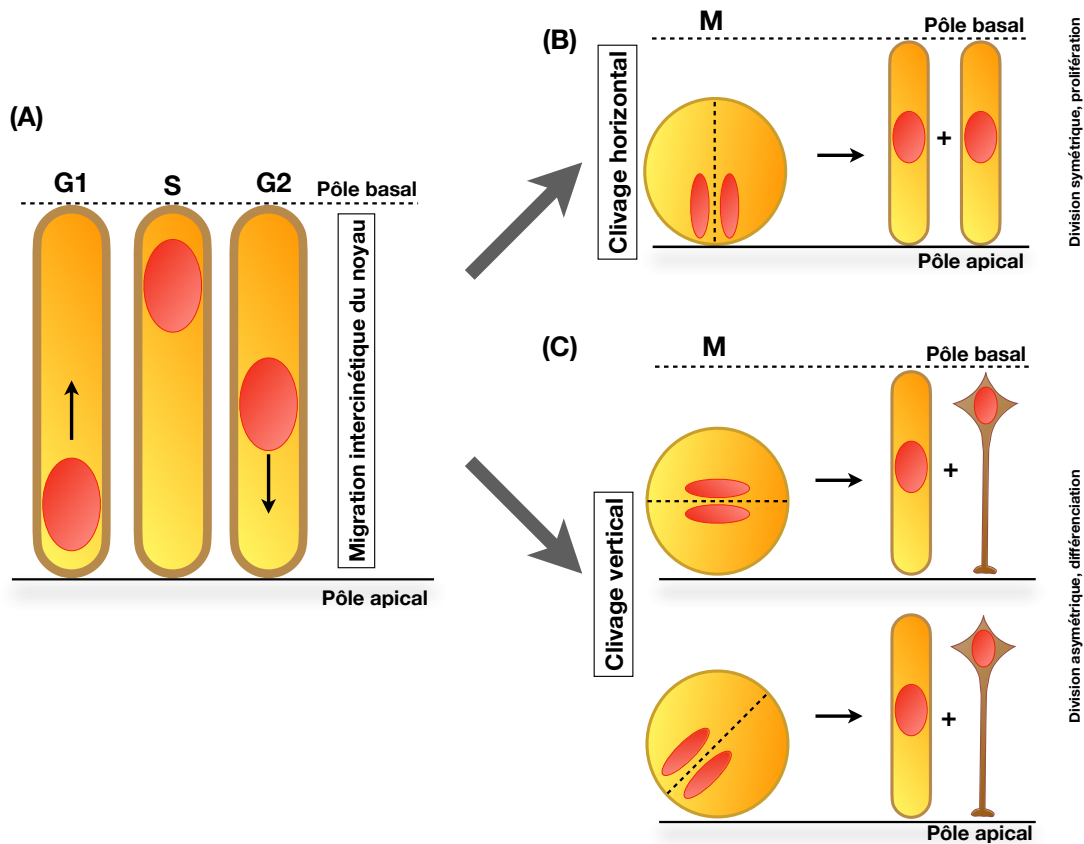 (A)
G1
S
G2
Pôle basal
Migration intercinétique du noyau
Pôle apical
(B)
M
Pôle basal
Clivage horizontal
+
Pôle apical
Division symétrique, prolifération
(C)
M
Pôle basal
Clivage vertical
+
+
Pôle apical
Division asymétrique, différenciation